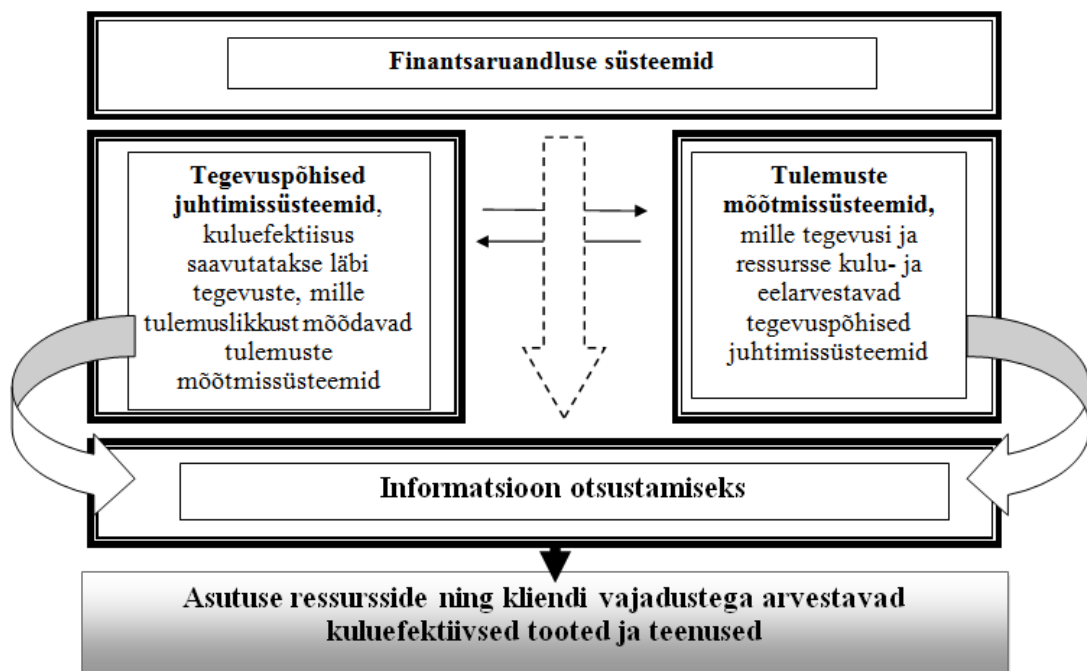 Finantsaruandluse süsteemid
Tegevuspõhised
juhtimissüsteemid,
kuluefektiisus
saavutatakse läbi
tegevuste, mille
tulemuslikkust mõõdavad
tulemuste
mõõtmissüsteemid
Tulemuste
mõõtmissüsteemid,
mille tegevusi ja
ressursse kulu- ja
eelarvestavad
tegevuspõhised
juhtimissüsteemid
Informatsioon otsustamiseks
Asutuse ressursside ning kliendi vajadustega arvestavad
kuluefektiivsed tooted ja teenused